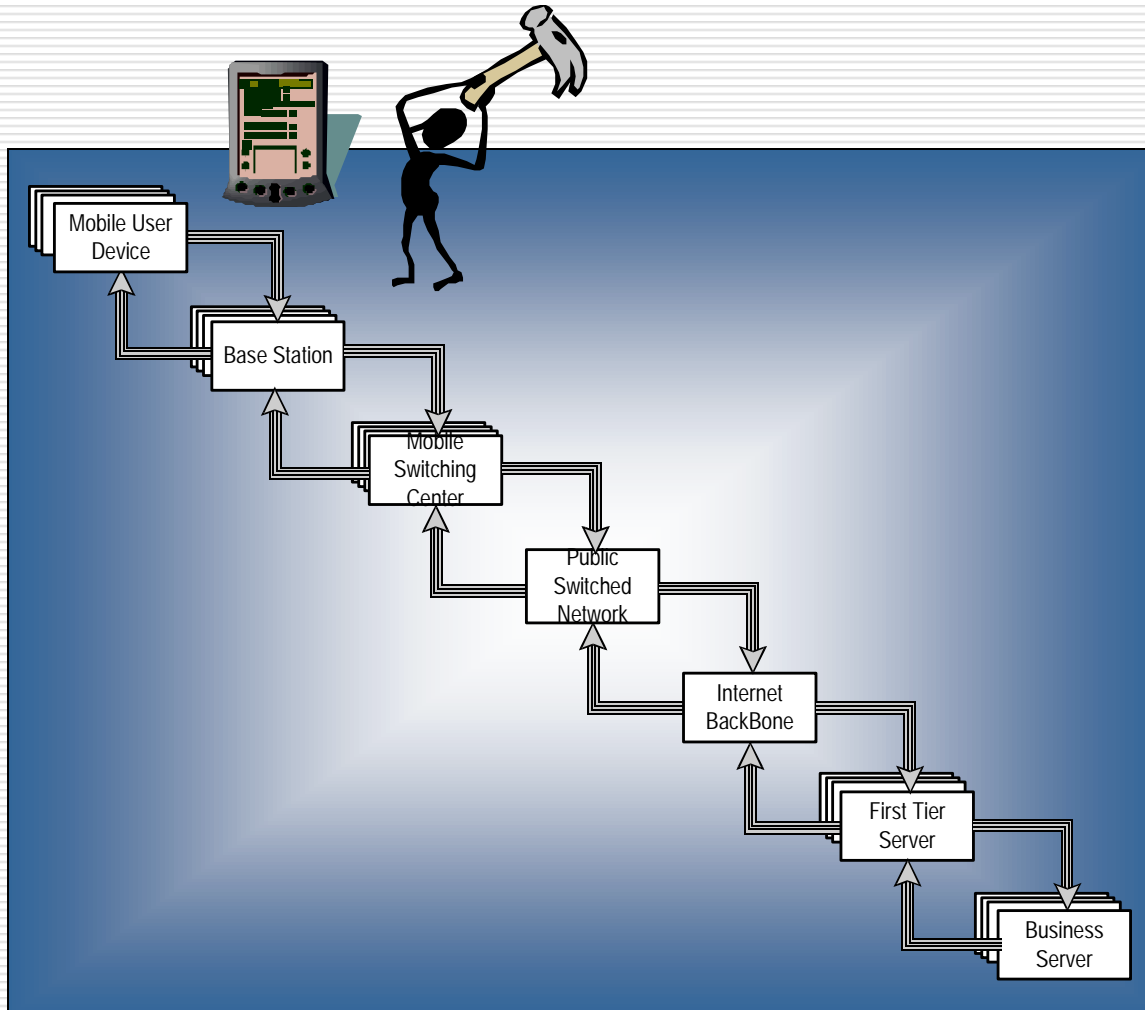 Mobile User
Device
Base Station
Mobile
Switching
Center
Public
Switched
Network
Internet
BackBone
First Tier
Server
Business
Server